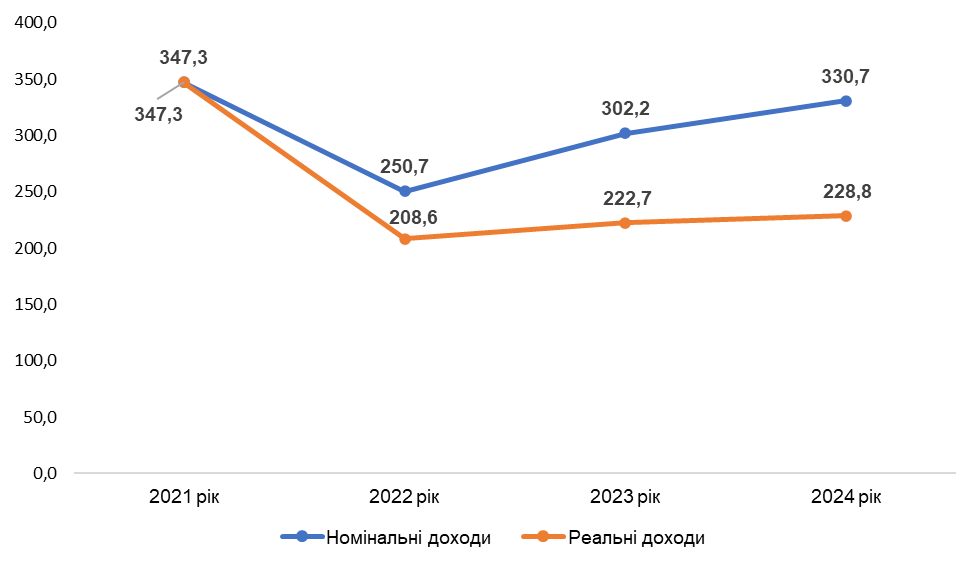 400,0
350,0
300,0
250,0
200,0
150,0
100,0
50,0
0,0
347,3
347,3
250,7
208,6
302,2
222,7
330,7
228,8
2021 рік
2022 рік
2023 рік
2024 рік
Номінальні доходи
Реальні доходи